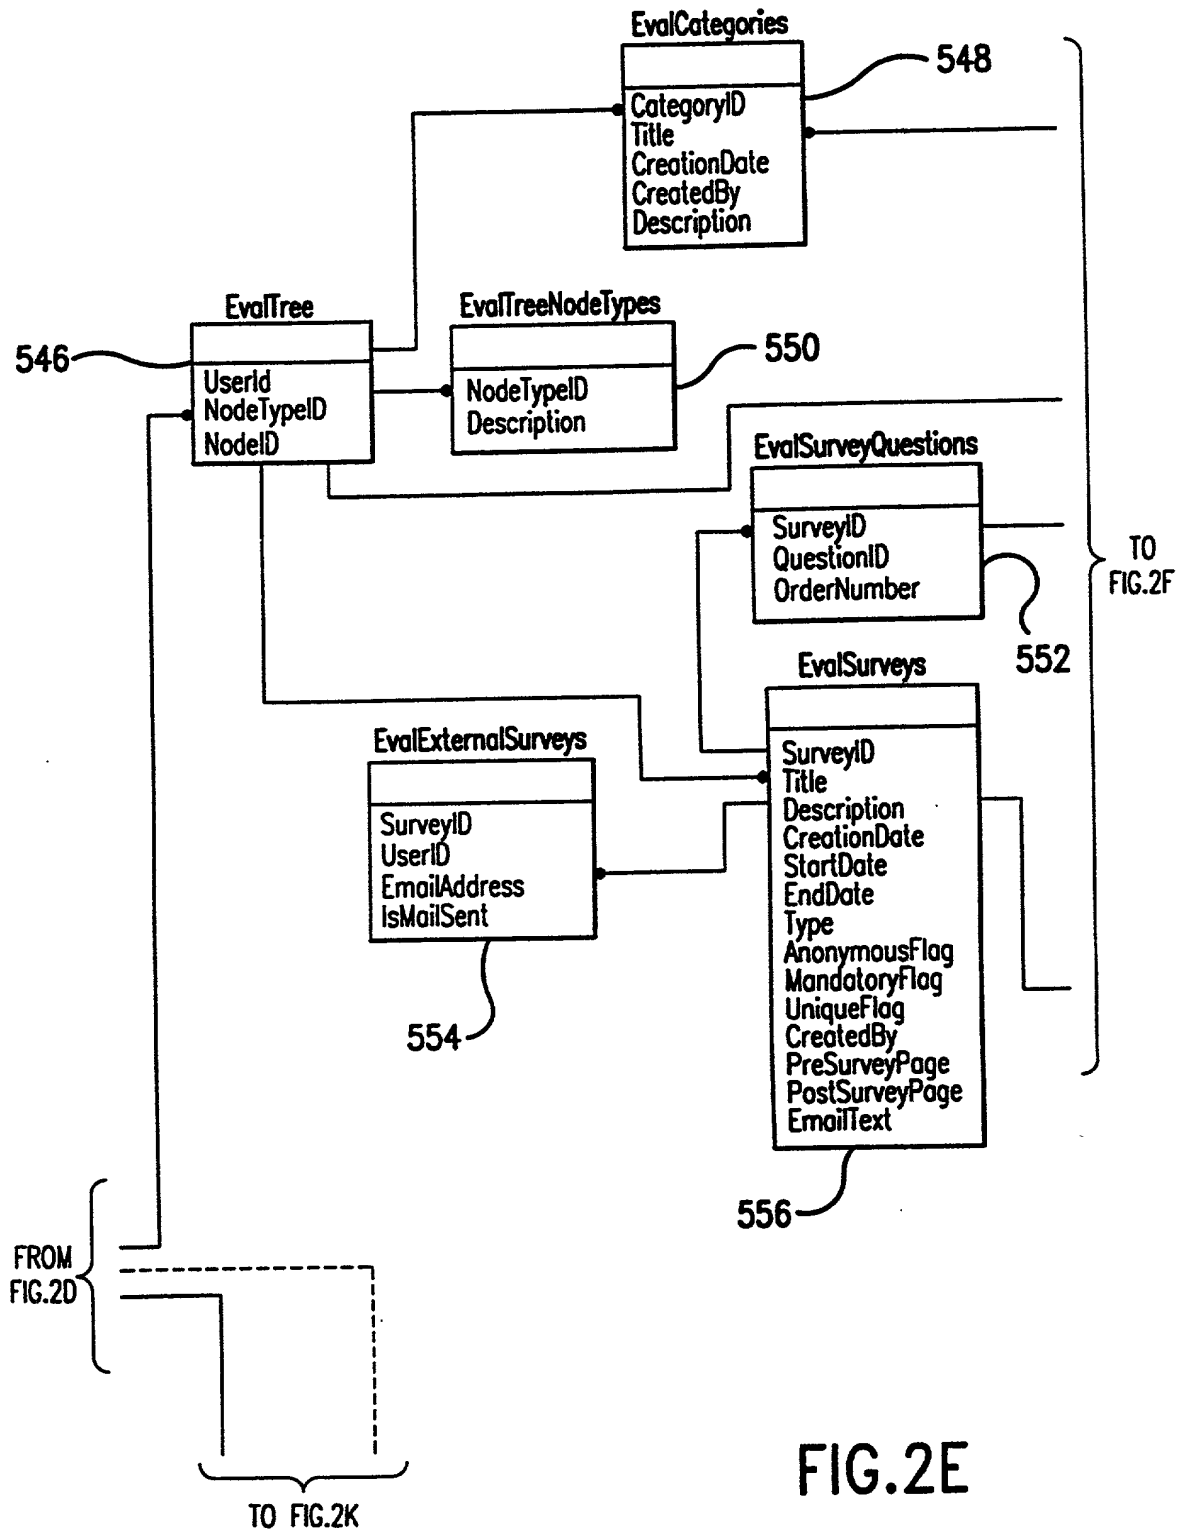 EvalCategories
548
CategoryID
Title
CreationDate
CreatedBy
Description
EvalTree
546
UserId
NodeTypeID
NodeID
EvalTreeNodeTypes
550
NodeTypeID
Description
EvalSurveyQuestions
SurveyID
QuestionID
OrderNumber
552
TO
FIG.2F
EvalExternalSurveys
SurveyID
UserID
EmailAddress
IsMailSent
554
EvalSurveys
SurveyID
Title
Description
CreationDate
StartDate
EndDate
Type
AnonymousFlag
MandatoryFlag
UniqueFlag
CreatedBy
PreSurveyPage
PostSurveyPage
EmailText
556
FROM
FIG.2D
TO FIG.2K
FIG.2E